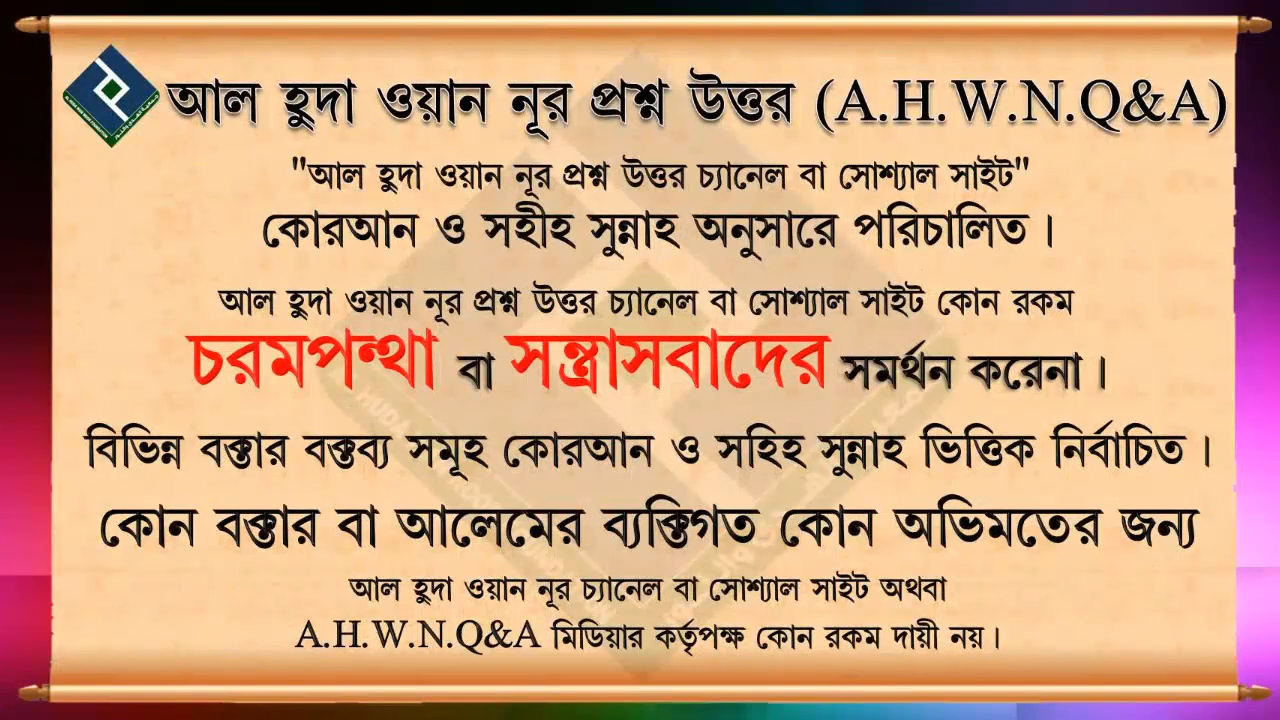 আল হুদা ওয়ান নূর প্রশ্ন উত্তর (A.H.W.N.Q&A)
"আল হুদা ওয়ান নূর প্রশ্ন উত্তর চ্যানেল বা সোশ্যাল সাইট"
কোরআন ও সহীহ সুন্নাহ অনুসারে পরিচালিত।
আল হুদা ওয়ান নূর প্রশ্ন উত্তর চ্যানেল বা সোশ্যাল সাইট কোন রকম
চরমপন্থা বা সন্ত্রাসবাদের সমর্থন করেনা।
বিভিন্ন বক্তার বক্তব্য সমূহ কোরআন ও সহিহ সুন্নাহ ভিত্তিক নির্বাচিত।
কোন বক্তার বা আলেমের ব্যক্তিগত কোন অভিমতের জন্য
আল হুদা ওয়ান নূর চ্যানেল বা সোশ্যাল সাইট অথবা
A.H.W.N.Q&A মিডিয়ার কর্তৃপক্ষ কোন রকম দায়ী নয়।